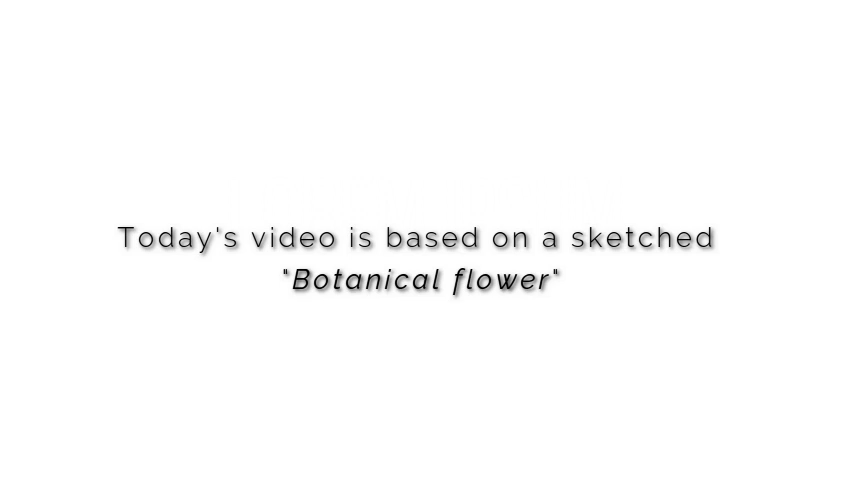 Today's video is based on a sketched
"Botanical flower"